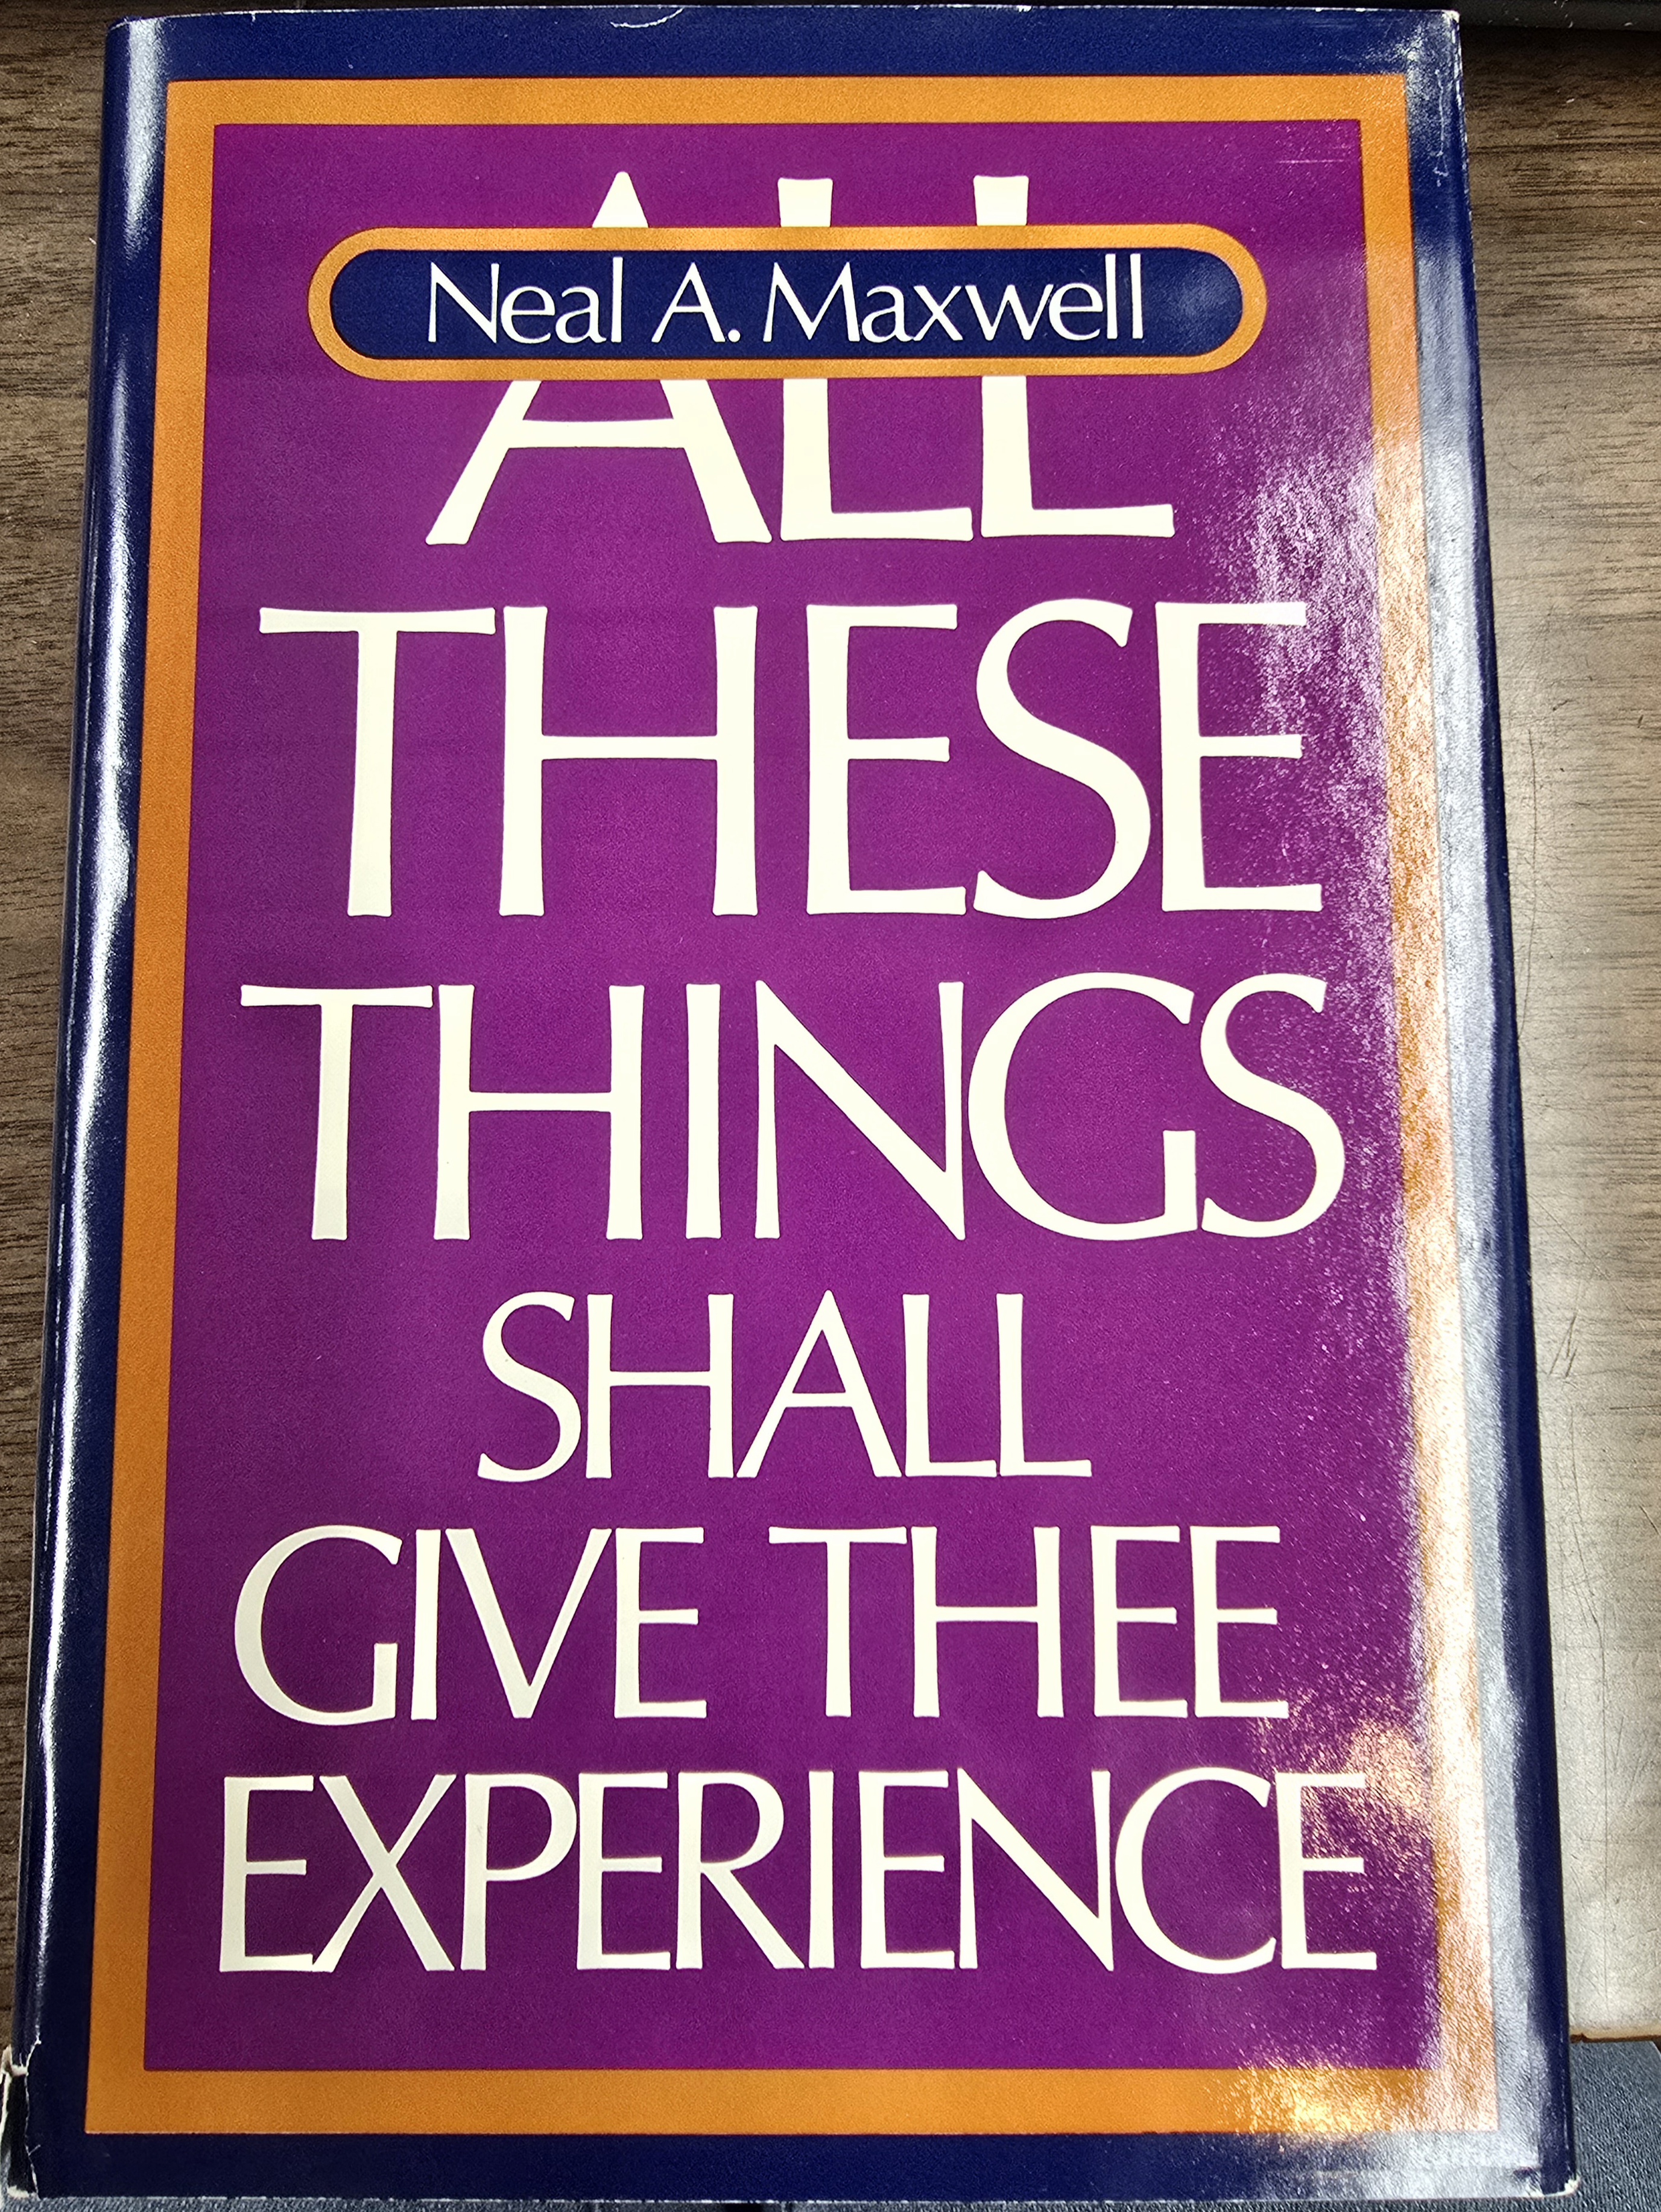 Neal A. Maxwell
ALL
THESE
THINGS
SHALL
GIVE THEE
EXPERIENCE